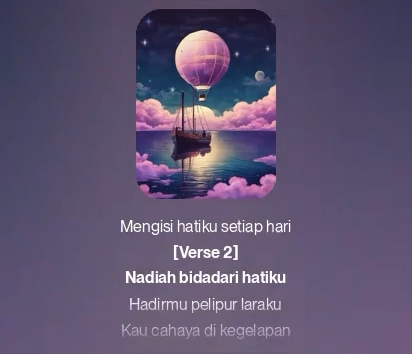 Mengisi hatiku setiap hari
[Verse 2]
Nadiah bidadari hatiku
Hadirmu pelipur laraku
Kau cahaya di kegelapan